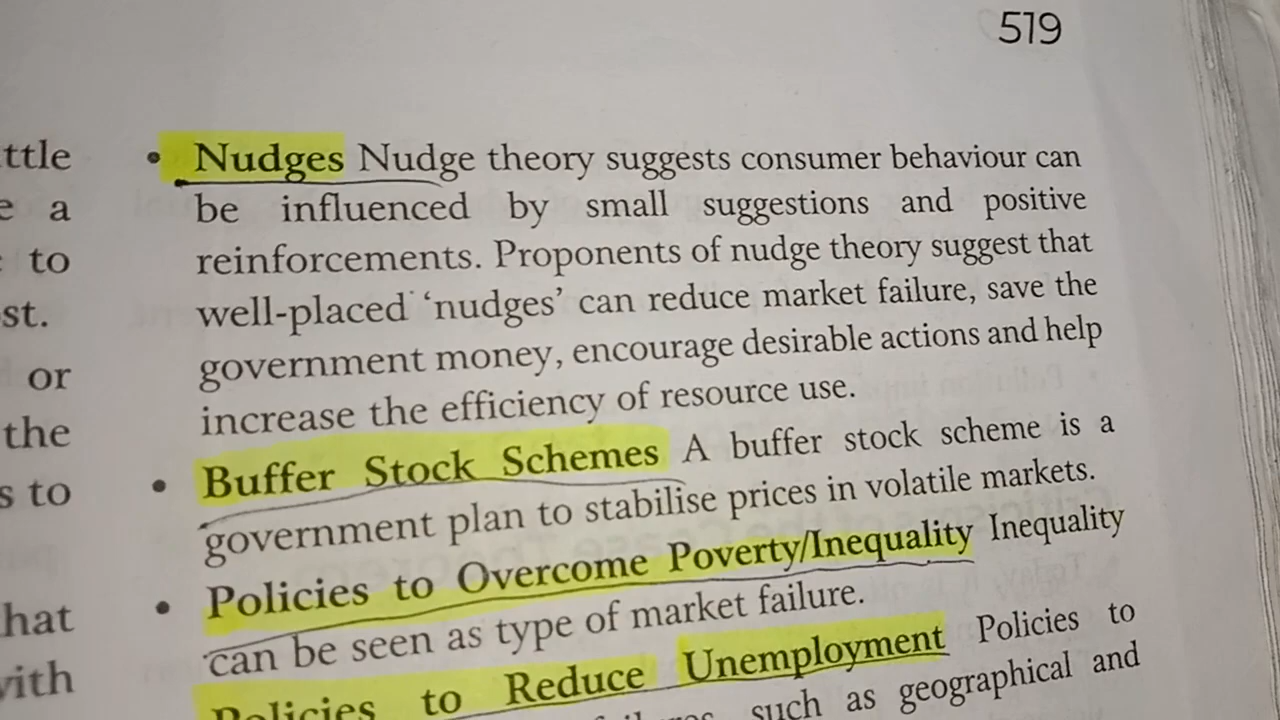 519
ttle
e a
to
st.
or
the
s to
hat
with
• Nudges Nudge theory suggests consumer behaviour can
be influenced by small suggestions and positive
reinforcements. Proponents of nudge theory suggest that
well-placed 'nudges' can reduce market failure, save the
government money, encourage desirable actions and help
increase the efficiency of resource use.
• Buffer Stock Schemes A buffer stock scheme is a
government plan to stabilise prices in volatile markets.
• Policies to Overcome Poverty/Inequality Inequality
can be seen as type of market failure.
Policies to Reduce Unemployment Policies to
such as geographical and